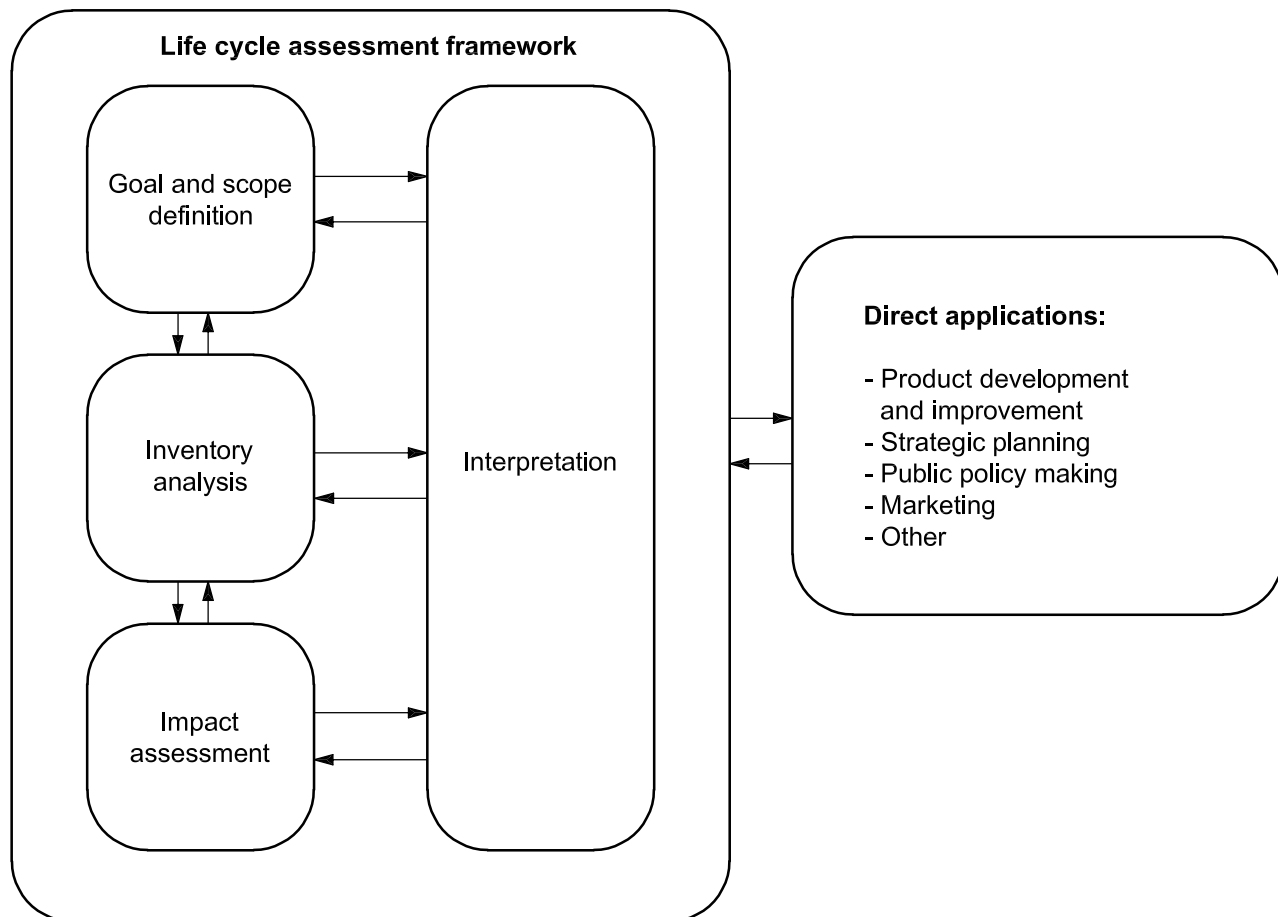 Life cycle assessment framework
Goal and scope
definition
Inventory
analysis
Impact
assessment
Interpretation
Direct applications:
- Product development
and improvement
- Strategic planning
- Public policy making
- Marketing
- Other